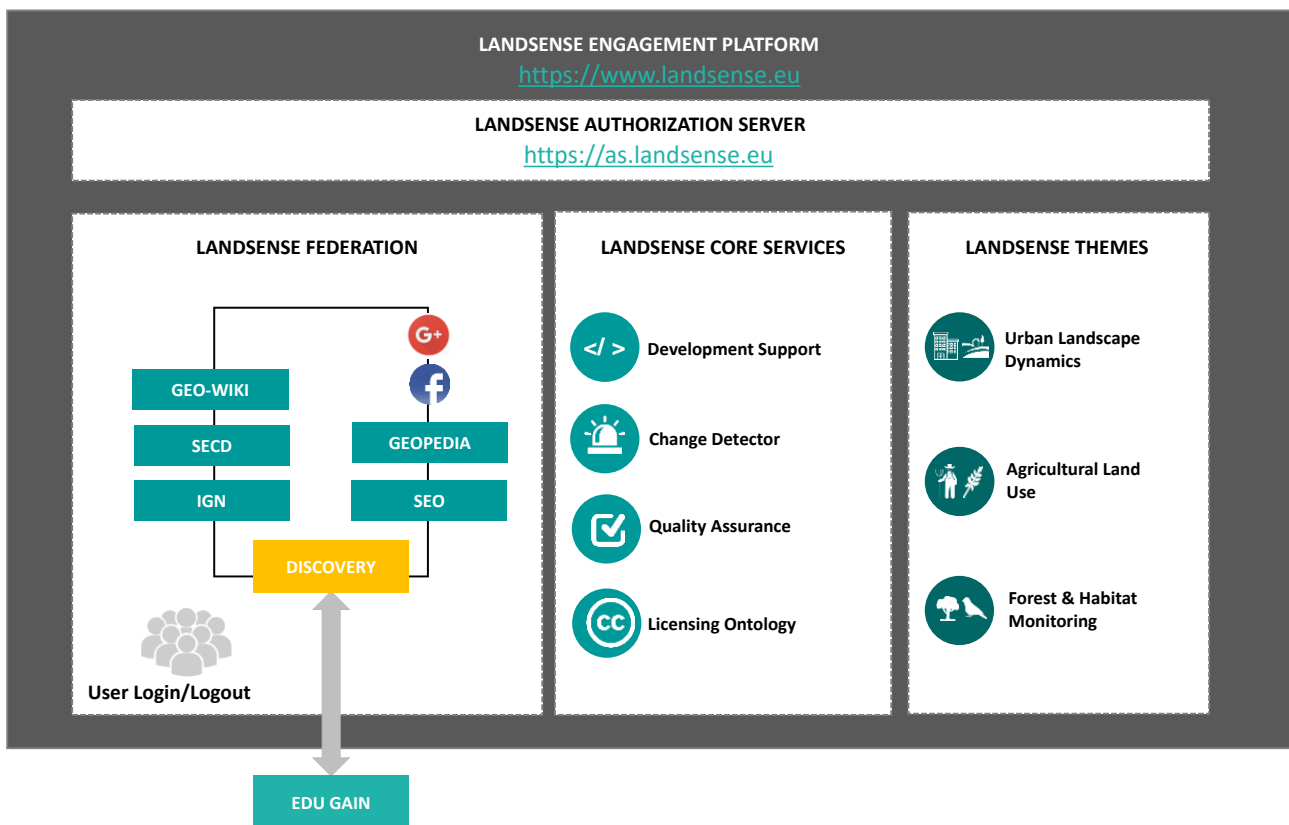 LANDSENSE ENGAGEMENT PLATFORM
https://www.landsense.eu
LANDSENSE AUTHORIZATION SERVER
https://as.landsense.eu
LANDSENSE FEDERATION
G+
f
GEO-WIKI
SECD
GEOPEDIA
IGN
SEO
DISCOVERY
User Login/Logout
EDU GAIN
LANDSENSE CORE SERVICES
</ >
Development Support
Change Detector
Quality Assurance
CC
Licensing Ontology
LANDSENSE THEMES
Urban Landscape
Dynamics
Agricultural Land
Use
Forest & Habitat
Monitoring